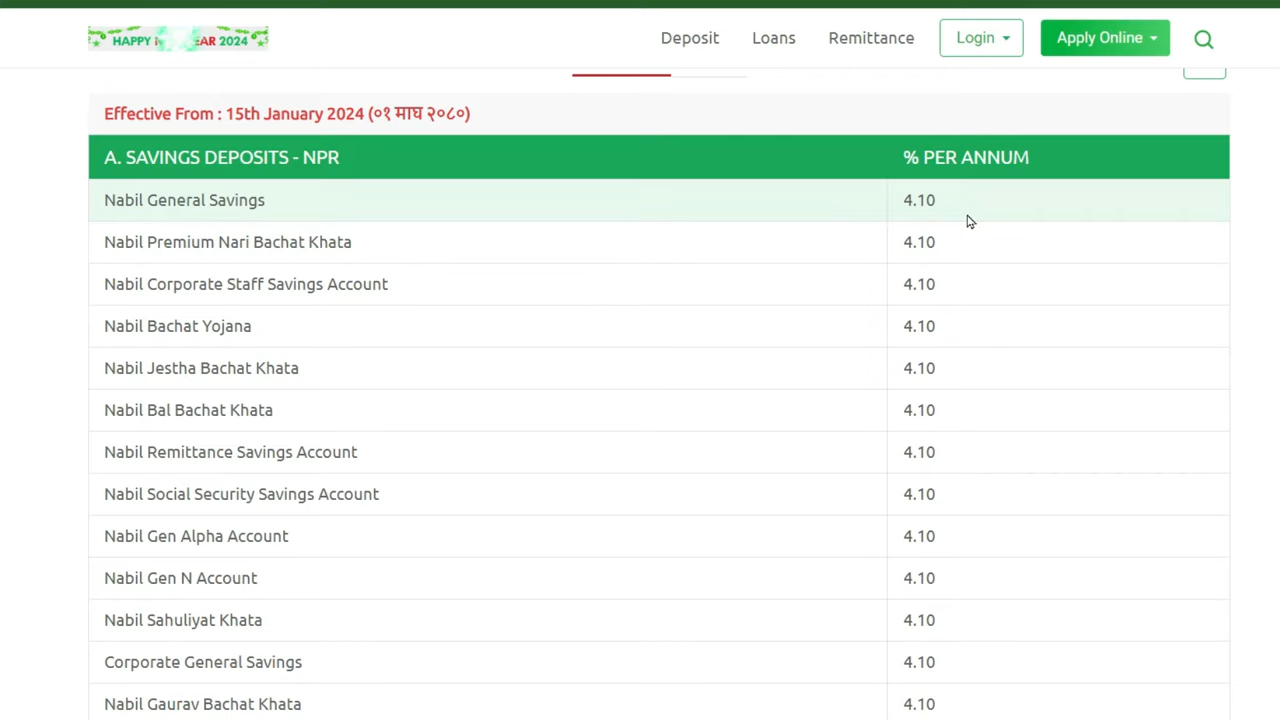 HAPPY EAR 2024
Deposit Loans Remittance Login Apply Online
Effective From : 15th January 2024 (०१ माघ २०८०)
A. SAVINGS DEPOSITS - NPR % PER ANNUM
Nabil General Savings 4.10
Nabil Premium Nari Bachat Khata 4.10
Nabil Corporate Staff Savings Account 4.10
Nabil Bachat Yojana 4.10
Nabil Jestha Bachat Khata 4.10
Nabil Bal Bachat Khata 4.10
Nabil Remittance Savings Account 4.10
Nabil Social Security Savings Account 4.10
Nabil Gen Alpha Account 4.10
Nabil Gen N Account 4.10
Nabil Sahuliyat Khata 4.10
Corporate General Savings 4.10
Nabil Gaurav Bachat Khata 4.10